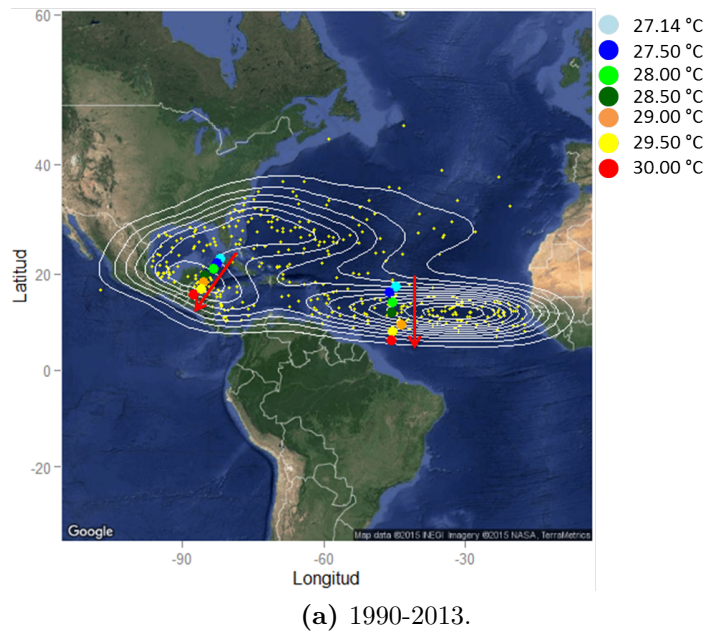 60
40
20
0
-20
-90
-60
-30
Latitud
Longitud
27.14 °C
27.50 °C
28.00 °C
28.50 °C
29.00 °C
29.50 °C
30.00 °C
Google
Map data ©2015 INEGI Imagery ©2015 NASA, TerraMetrics
(a) 1990-2013.